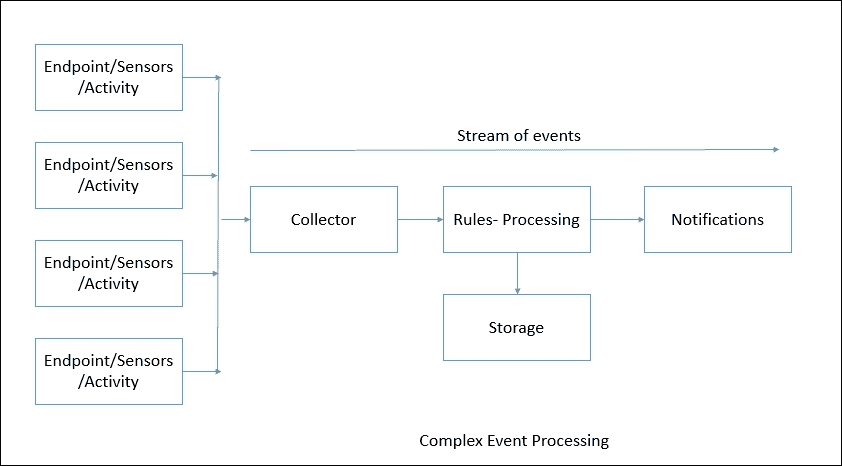 Endpoint/Sensors
/Activity
Endpoint/Sensors
/Activity
Endpoint/Sensors
/Activity
Endpoint/Sensors
/Activity
Stream of events
Collector
Rules- Processing
Notifications
Storage
Complex Event Processing